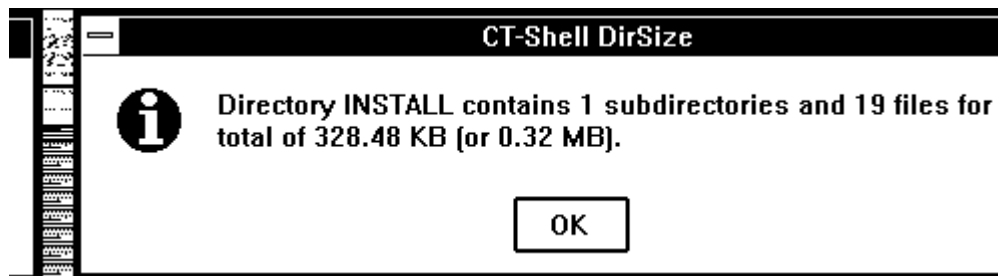 CT-Shell DirSize
Directory INSTALL contains 1 subdirectories and 19 files for
total of 328.48 KB (or 0.32 MB).
OK